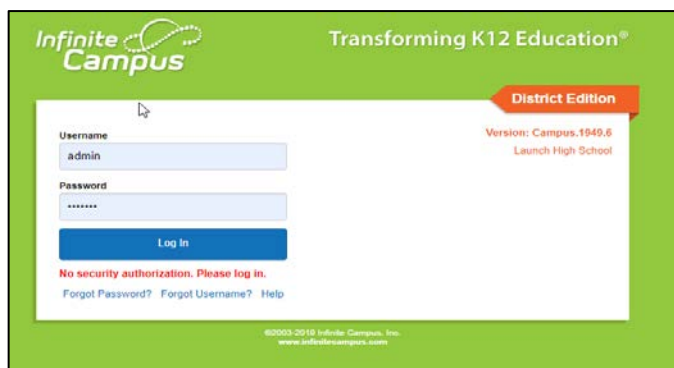 Infinite
Campus
Transforming K12 Education®
District Edition
Version: Campus.1949.6
Launch High School
Username
admin
Password
•••••••
Log In
No security authorization. Please log in.
Forgot Password? Forgot Username? Help
©2003-2019 Infinite Campus, Inc.
www.infinitecampus.com